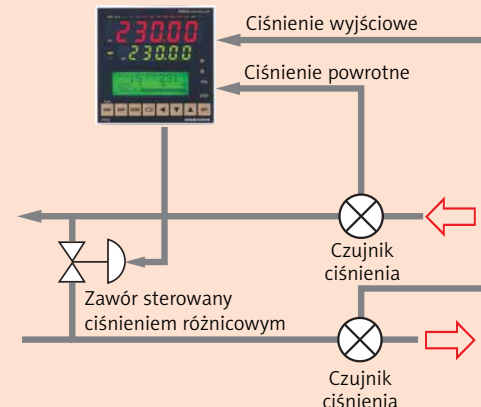 230.00
230.00
Ciśnienie wyjściowe
Ciśnienie powrotne
Czujnik
ciśnienia
Zawór sterowany
ciśnieniem różnicowym
Czujnik
ciśnienia